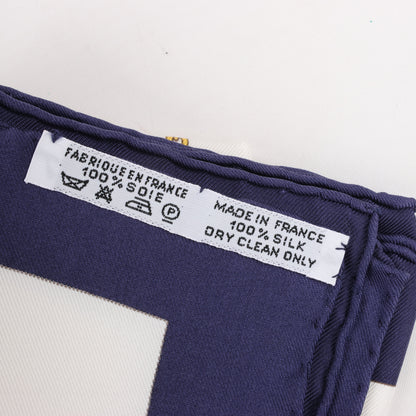 FABRIQUE EN FRANCE
100% SOIE
P
MADE IN FRANCE
100% SILK
DRY CLEAN ONLY